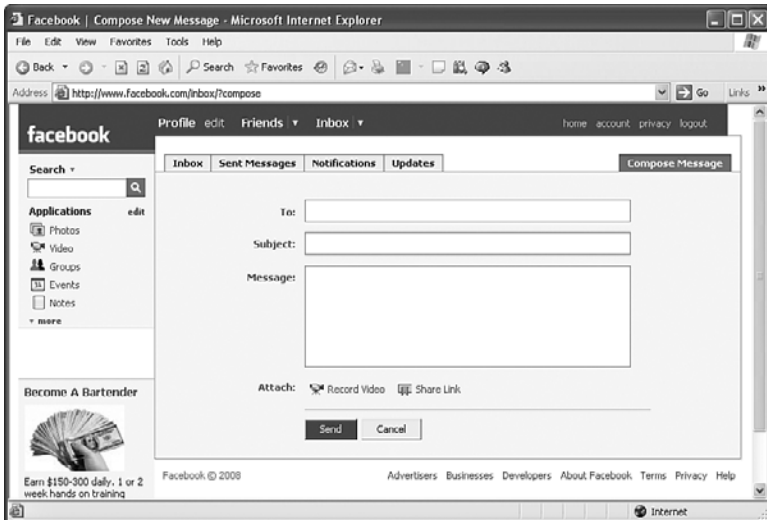 Facebook | Compose New Message - Microsoft Internet Explorer
File Edit View Favorites Tools Help
Back Search Favorites
Address http://www.facebook.com/inbox/?compose Go Links »
facebook Profile edit Friends Inbox home account privacy logout
Search
Inbox Sent Messages Notifications Updates Compose Message
Applications edit
Photos
Video
Groups
31 Events
Notes
more
To:
Subject:
Message:
Attach: Record Video Share Link
Send Cancel
Become A Bartender
Earn $150-300 daily. 1 or 2
week hands on training
Facebook © 2008 Advertisers Businesses Developers About Facebook Terms Privacy Help
Internet